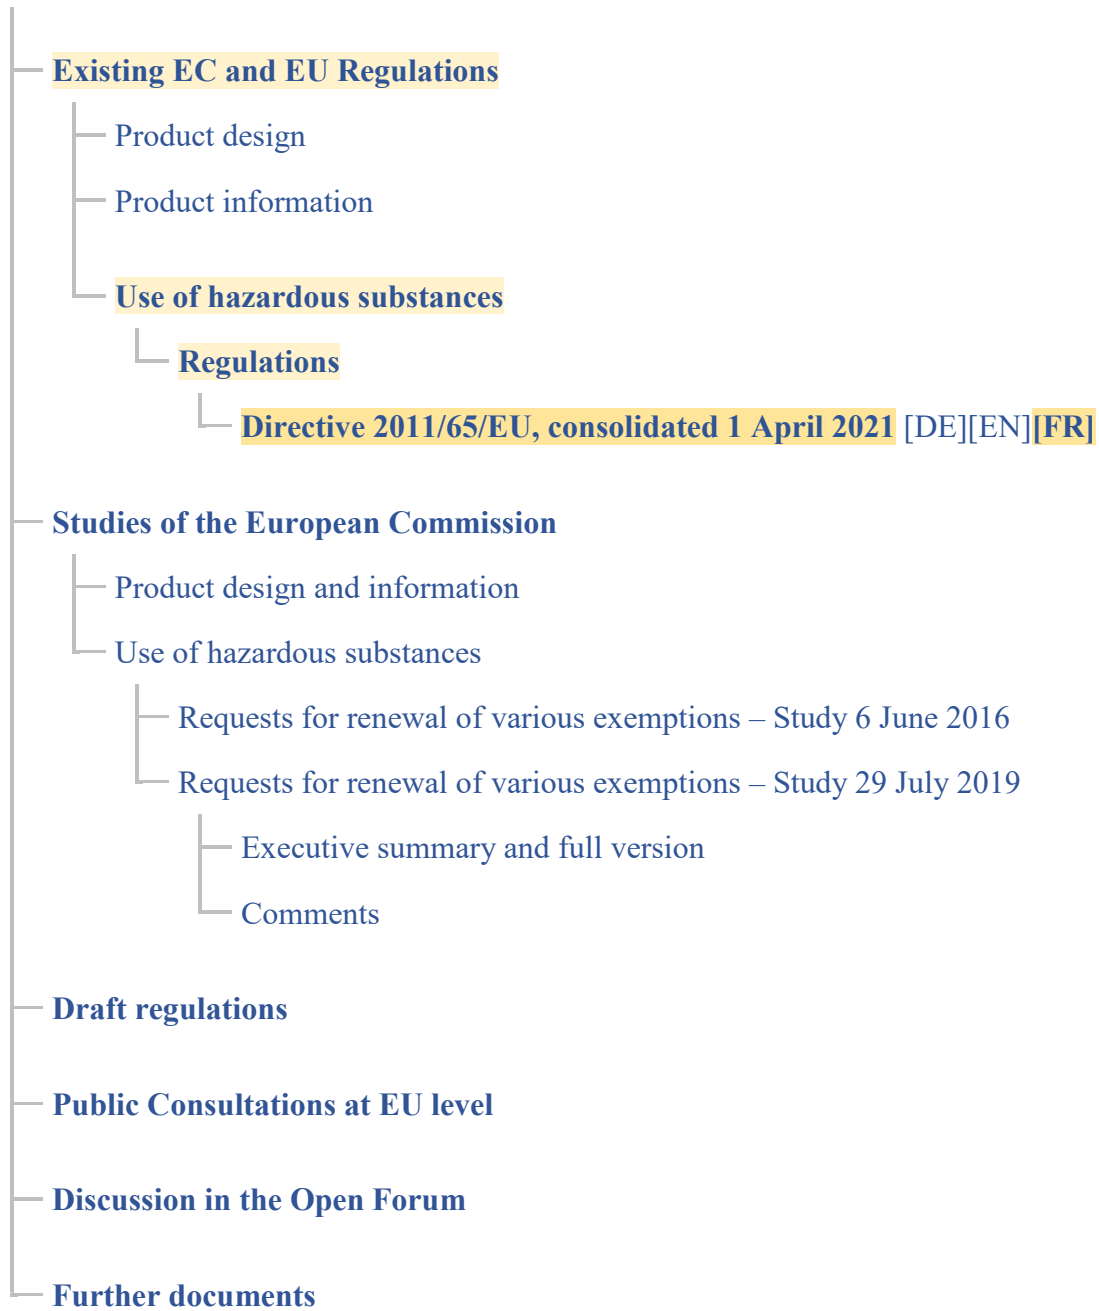 Existing EC and EU Regulations
Product design
Product information
Use of hazardous substances
Regulations
Directive 2011/65/EU, consolidated 1 April 2021 [DE][EN][FR]
Studies of the European Commission
Product design and information
Use of hazardous substances
Requests for renewal of various exemptions – Study 6 June 2016
Requests for renewal of various exemptions – Study 29 July 2019
Executive summary and full version
Comments
Draft regulations
Public Consultations at EU level
Discussion in the Open Forum
Further documents